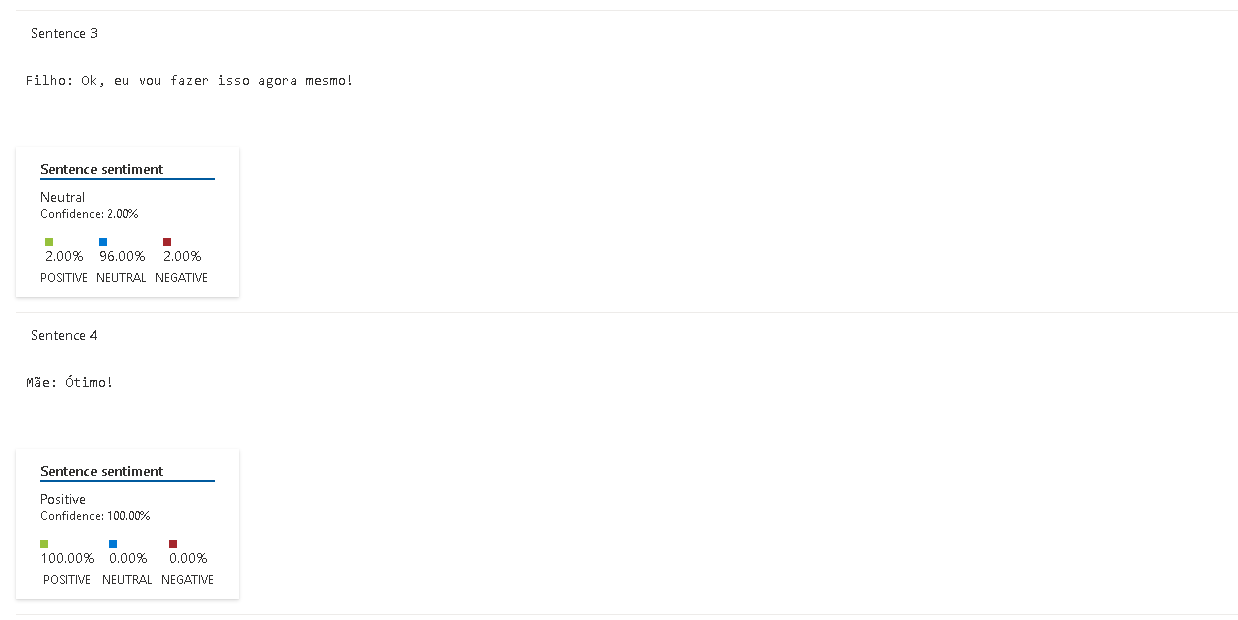 Sentence 3
Filho: Ok, eu vou fazer isso agora mesmo!
Sentence sentiment
Neutral
Confidence: 2.00%
2.00% 96.00% 2.00%
POSITIVE NEUTRAL NEGATIVE
Sentence 4
Mãe: Ótimo!
Sentence sentiment
Positive
Confidence: 100.00%
100.00% 0.00% 0.00%
POSITIVE NEUTRAL NEGATIVE